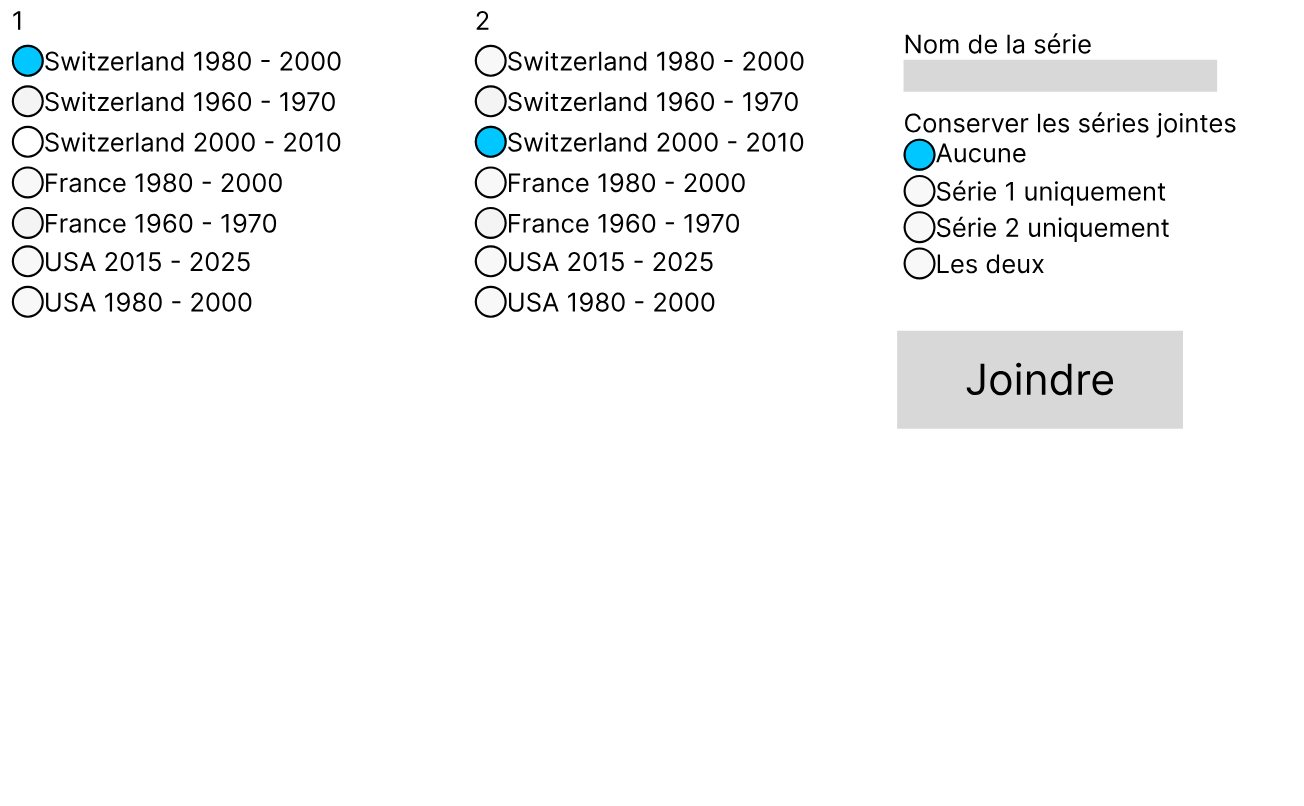 1
Switzerland 1980 - 2000
Switzerland 1960 - 1970
Switzerland 2000 - 2010
France 1980 - 2000
France 1960 - 1970
USA 2015 - 2025
USA 1980 - 2000
2
Switzerland 1980 - 2000
Switzerland 1960 - 1970
Switzerland 2000 - 2010
France 1980 - 2000
France 1960 - 1970
USA 2015 - 2025
USA 1980 - 2000
Nom de la série
Conserver les séries jointes
Aucune
Série 1 uniquement
Série 2 uniquement
Les deux
Joindre